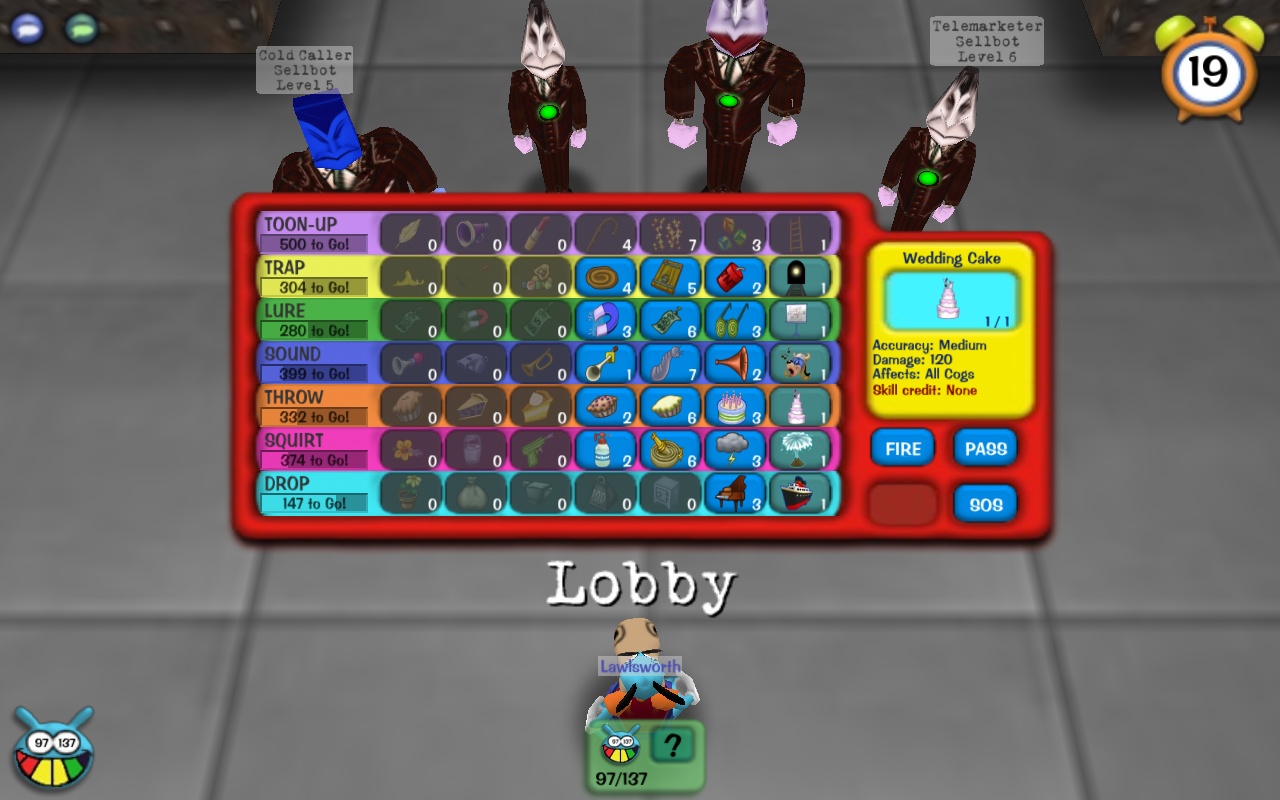 Cold Caller
Sellbot
Level 5
Telemarketer
Sellbot
Level 6
19
TOON-UP
500 to Go!
0 0 0 4 7 3 1
TRAP
304 to Go!
0 0 4 5 2 1
LURE
280 to Go!
0 0 0 3 6 3 1
SOUND
399 to Go!
0 0 0 1 7 2 1
THROW
332 to Go!
0 0 0 2 6 3 1
SQUIRT
374 to Go!
0 0 0 2 6 3 1
DROP
147 to Go!
0 0 0 0 0 3 1
Wedding Cake
1/1
Accuracy: Medium
Damage: 120
Affects: All Cogs
Skill credit: None
FIRE
PASS
SOS
Lobby
Lawlsworth
97 137
?
97/137